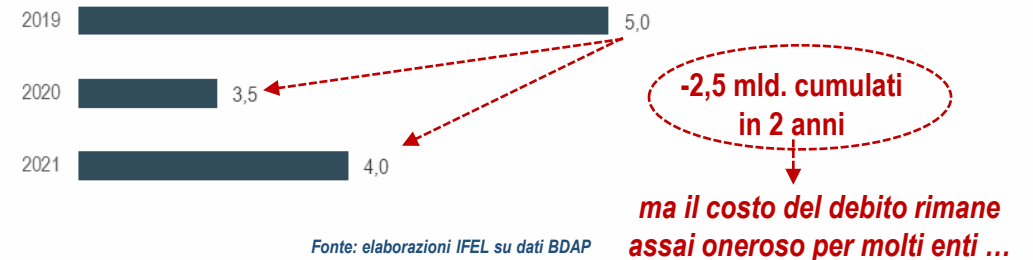 2019
5,0
2020
3,5
2021
4,0
-2,5 mld. cumulati
in 2 anni
ma il costo del debito rimane
assai oneroso per molti enti …
Fonte: elaborazioni IFEL su dati BDAP